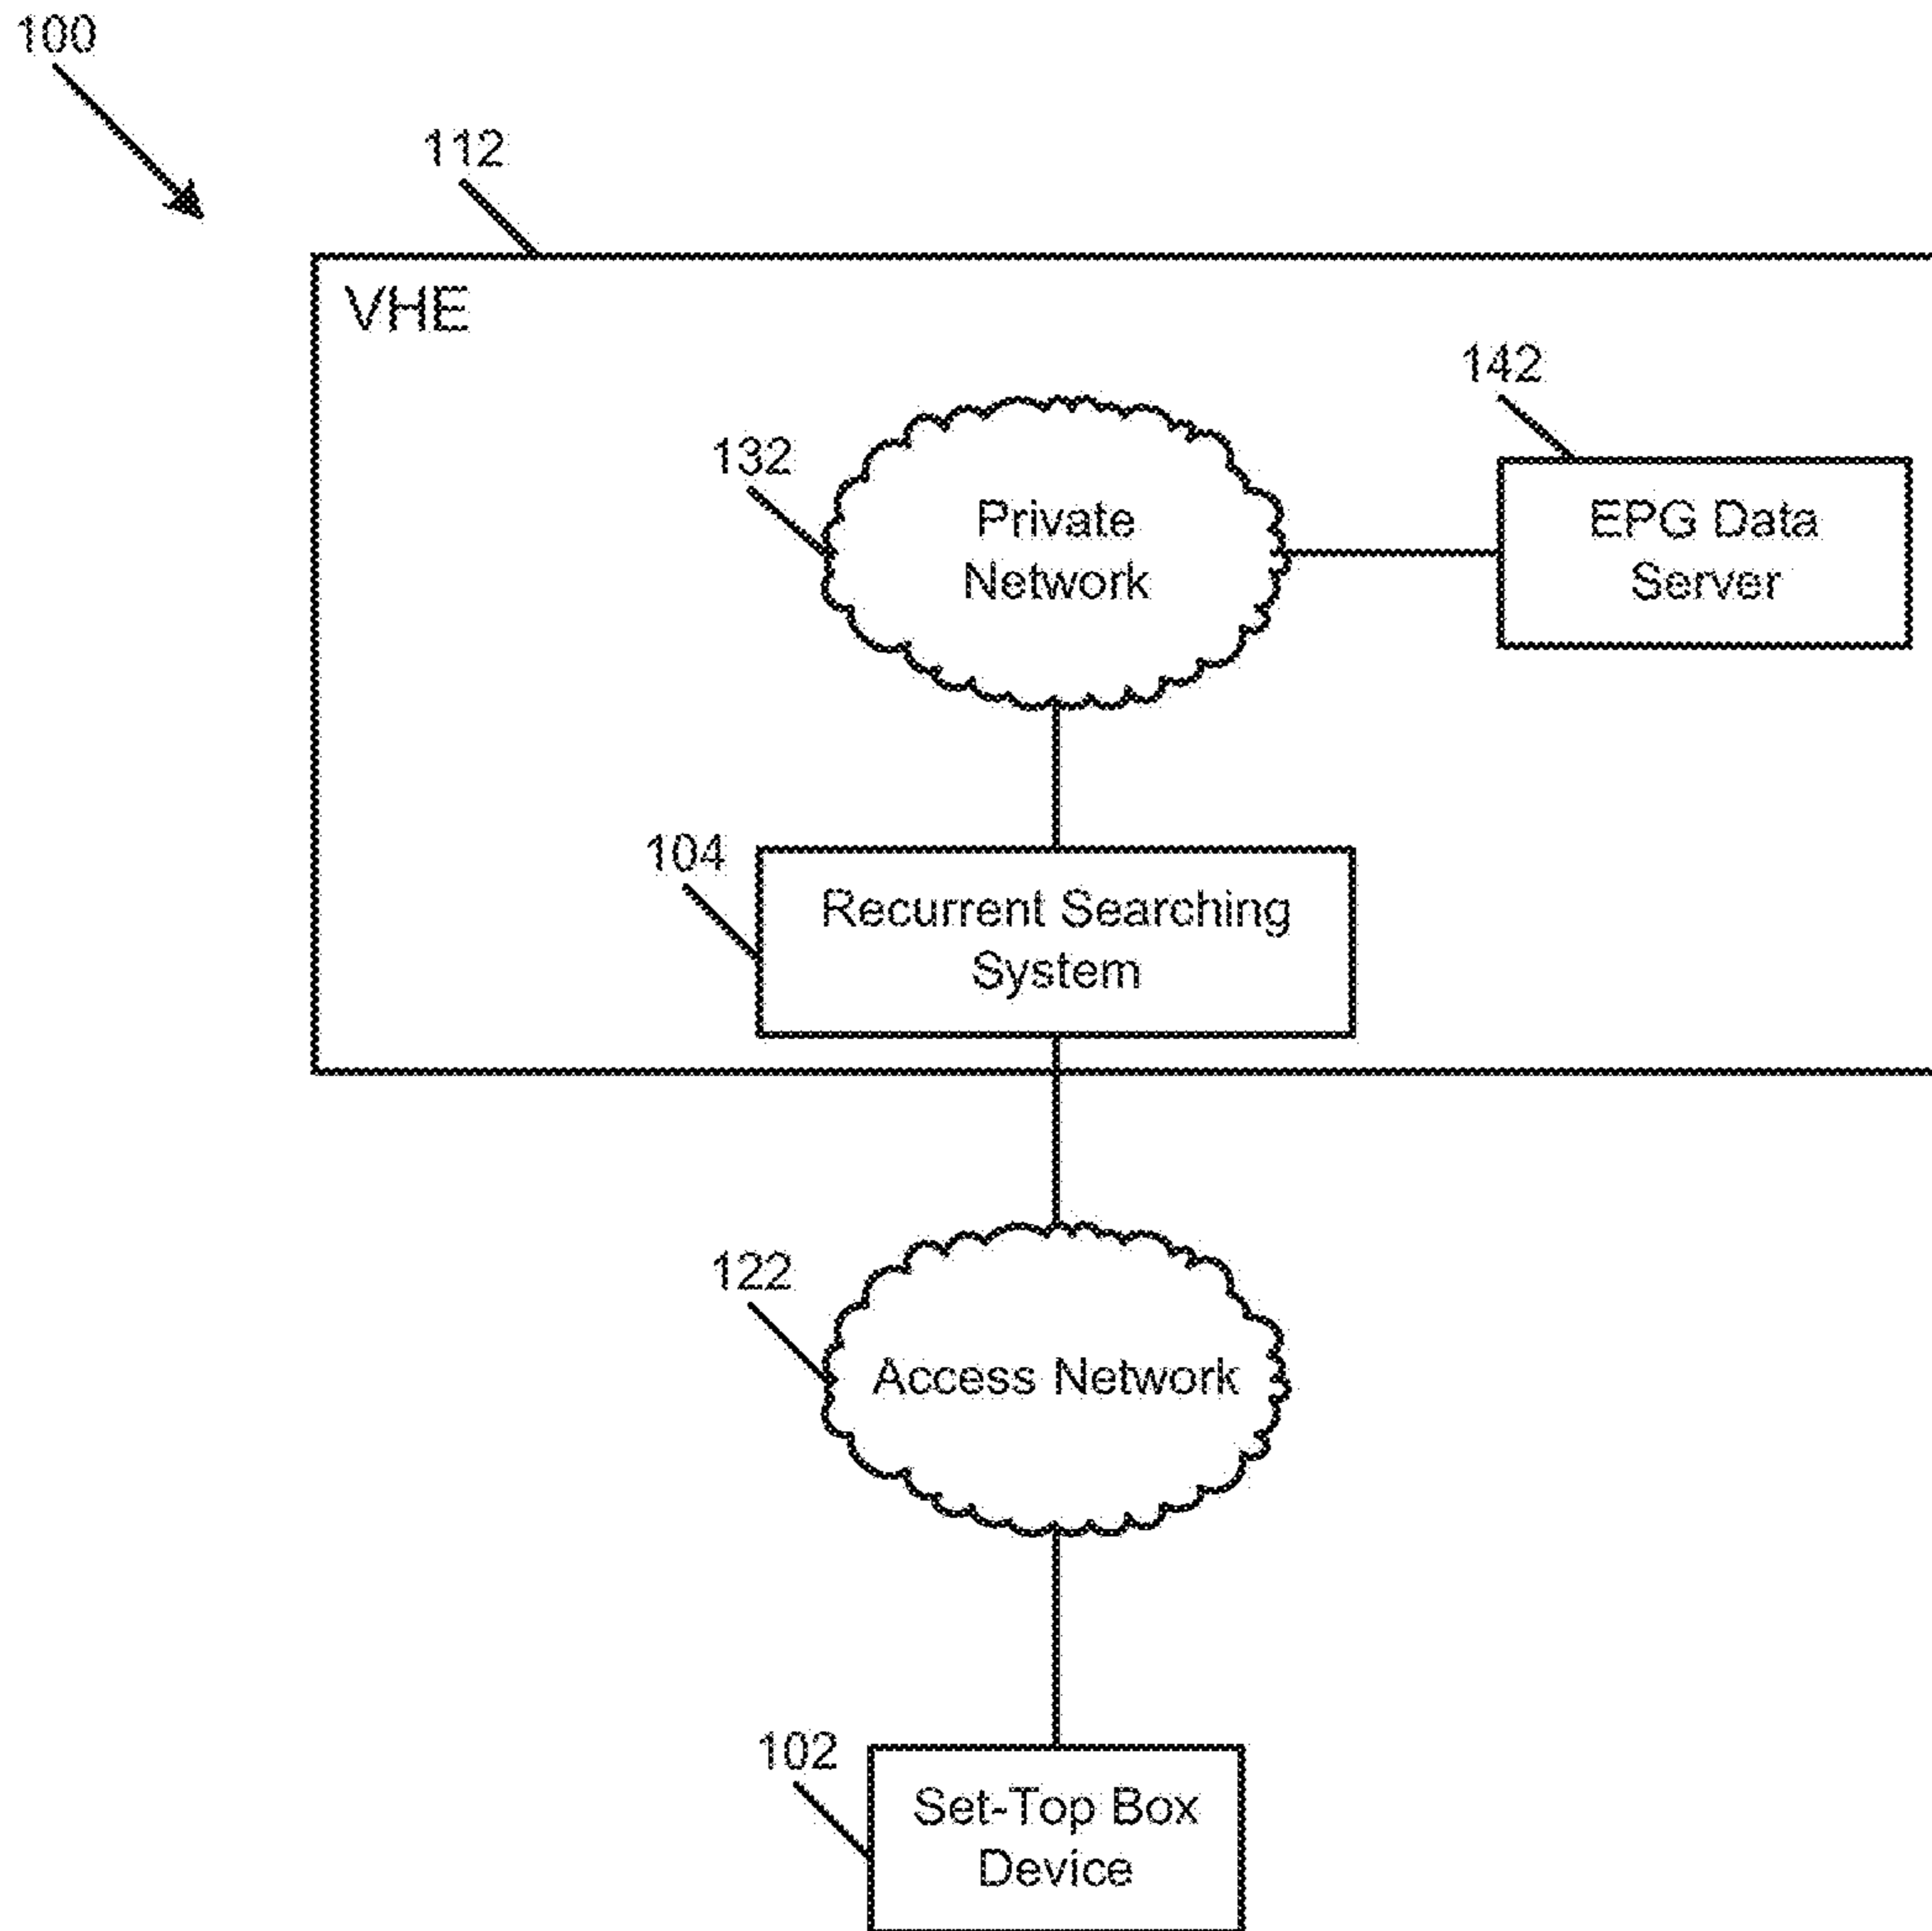 100
112
VHE
142
132
Private
Network
EPG Data
Server
104
Recurrent Searching
System
122
Access Network
102
Set-Top Box
Device